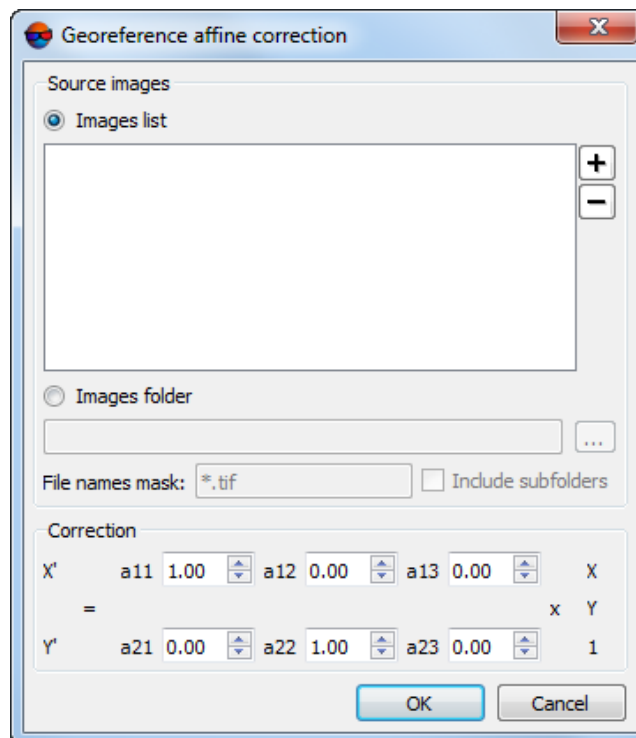 Georeference affine correction
Source images
Images list
Images folder
...
File names mask: *.tif Include subfolders
Correction
X' a11 1.00 a12 0.00 a13 0.00 X
= x Y
Y' a21 0.00 a22 1.00 a23 0.00 1
OK Cancel